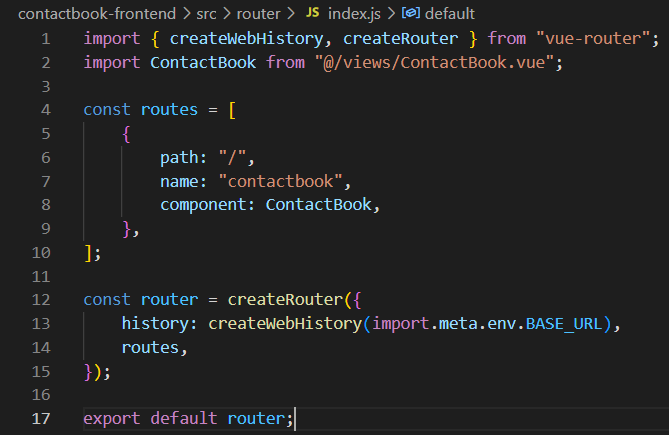 contactbook-frontend > src > router > JS index.js > default
1 import { createWebHistory, createRouter } from "vue-router";
2 import ContactBook from "@/views/ContactBook.vue";
3
4 const routes = [
5     {
6         path: "/",
7         name: "contactbook",
8         component: ContactBook,
9     },
10 ];
11
12 const router = createRouter({
13     history: createWebHistory(import.meta.env.BASE_URL),
14     routes,
15 });
16
17 export default router;